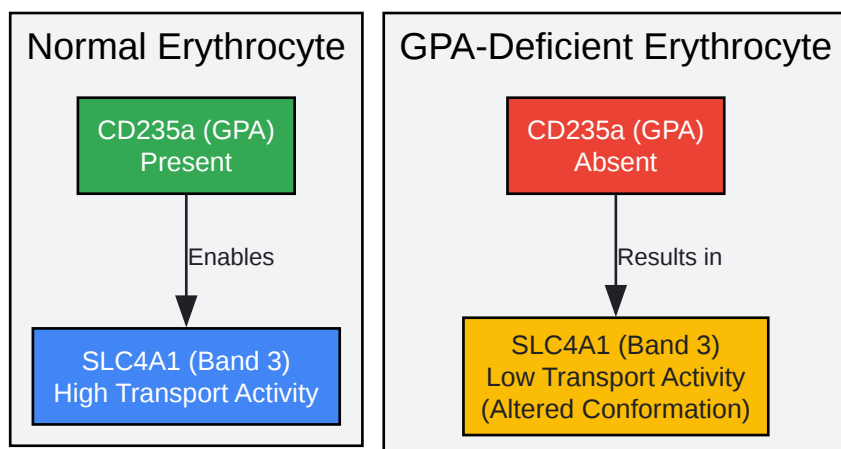 Normal Erythrocyte
CD235a (GPA)
Present
Enables
SLC4A1 (Band 3)
High Transport Activity
GPA-Deficient Erythrocyte
CD235a (GPA)
Absent
Results in
SLC4A1 (Band 3)
Low Transport Activity
(Altered Conformation)